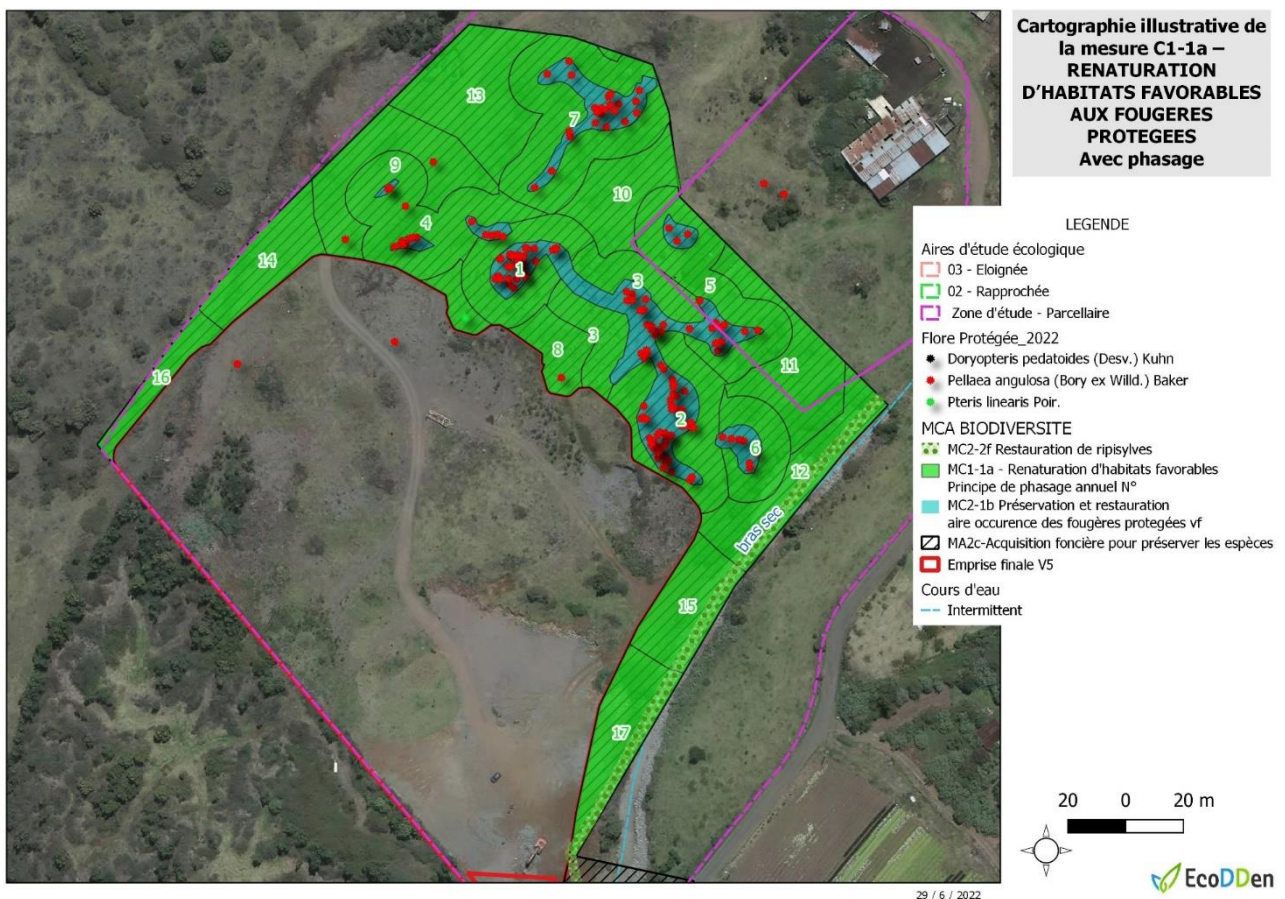 Cartographie illustrative de
la mesure C1-1a –
RENATURATION
D'HABITATS FAVORABLES
AUX FOUGERES
PROTEGEES
Avec phasage
LEGENDE
Aires d'étude écologique
03 - Eloignée
02 - Rapprochée
Zone d'étude - Parcellaire
Flore Protégée_2022
Doryopteris pedatoides (Desv.) Kuhn
Pellaea angulosa (Bory ex Willd.) Baker
Pteris linearis Poir.
MCA BIODIVERSITE
MC2-2f Restauration de ripisylves
MC1-1a - Renaturation d'habitats favorables
Principe de phasage annuel N°
MC2-1b Préservation et restauration
aire occurence des fougères protegées vf
MA2c-Acquisition foncière pour préserver les espèces
Emprise finale V5
Cours d'eau
Intermittent
13
7
9
10
4
14
1
3
5
3
8
11
16
2
6
12
bras sec
15
17
20 0 20 m
EcoDDen
29 / 6 / 2022